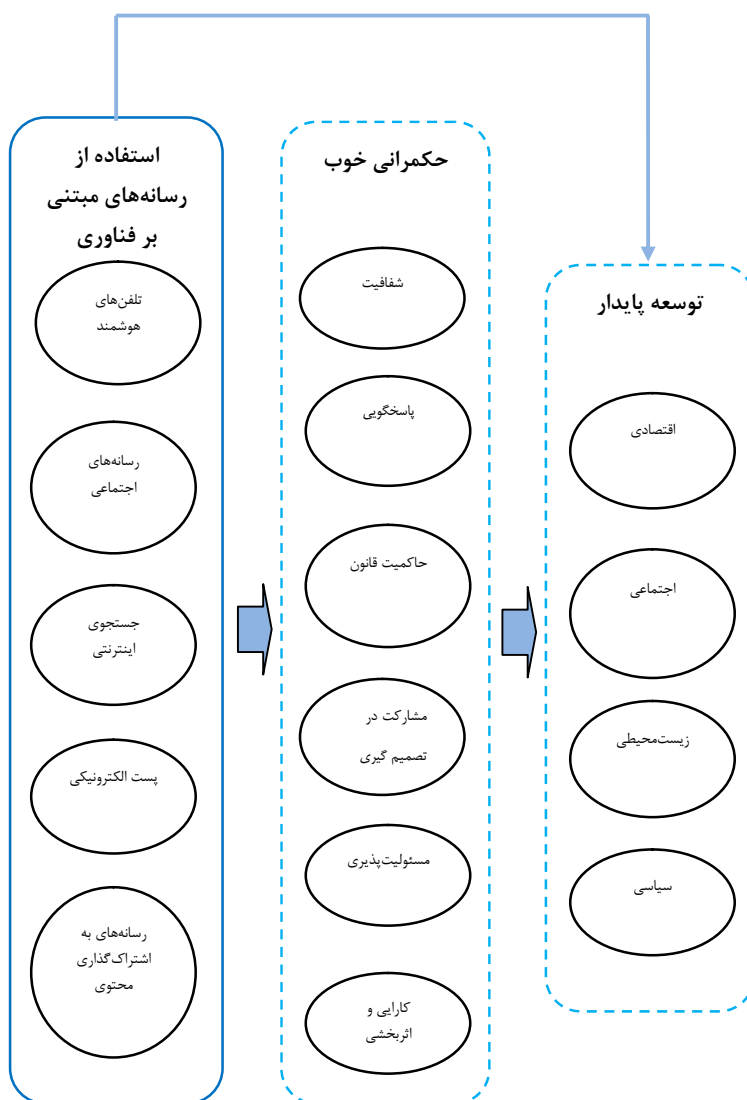 استفاده از
رسانه‌های مبتنی
بر فناوری
تلفن‌های
هوشمند
رسانه‌های
اجتماعی
جستجوی
اینترنتی
پست الکترونیکی
رسانه‌های به
اشتراک‌گذاری
محتوی
حکمرانی خوب
شفافیت
پاسخگویی
حاکمیت قانون
مشارکت در
تصمیم گیری
مسئولیت‌پذیری
کارایی و
اثربخشی
توسعه پایدار
اقتصادی
اجتماعی
زیست‌محیطی
سیاسی